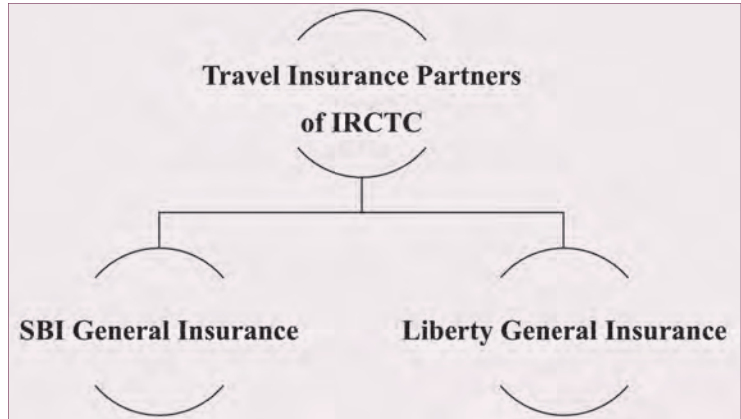 Travel Insurance Partners
of IRCTC
SBI General Insurance
Liberty General Insurance